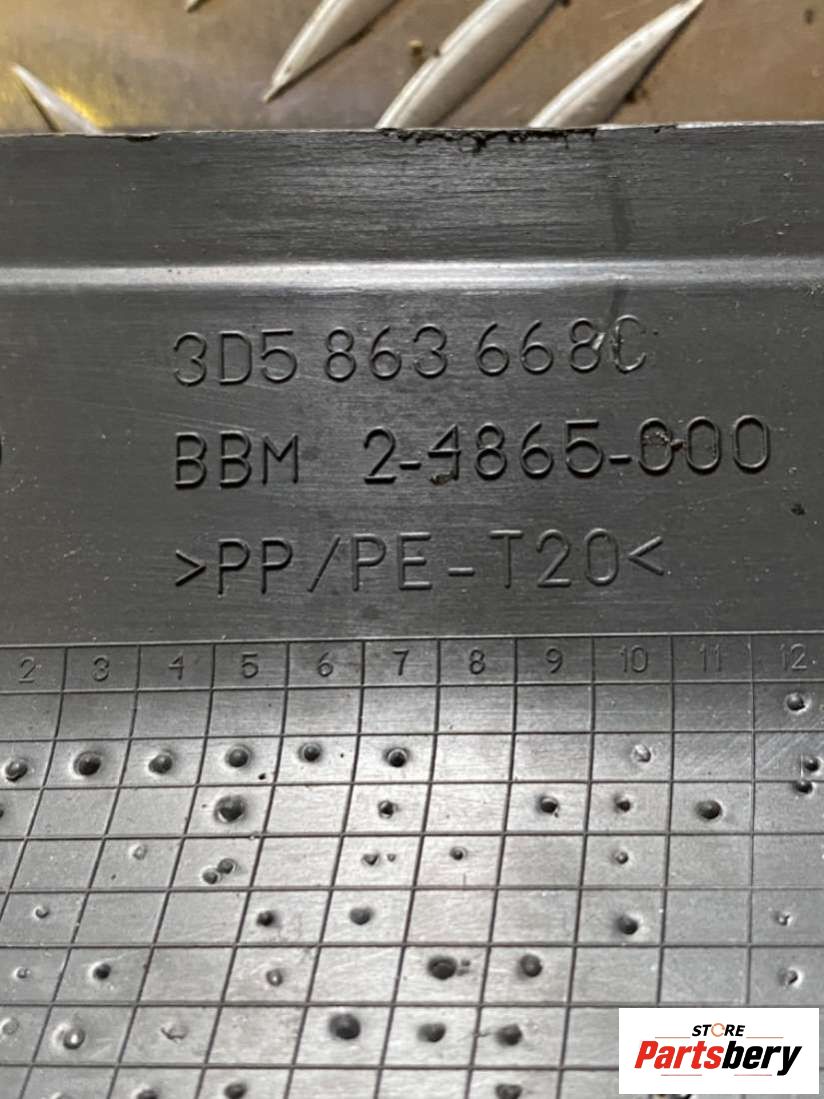 3D5 863 668C
BBM 2-4865-000
>PP/PE-T20<
2 3 4 5 6 7 8 9 10 11 12
STORE
Partsbery